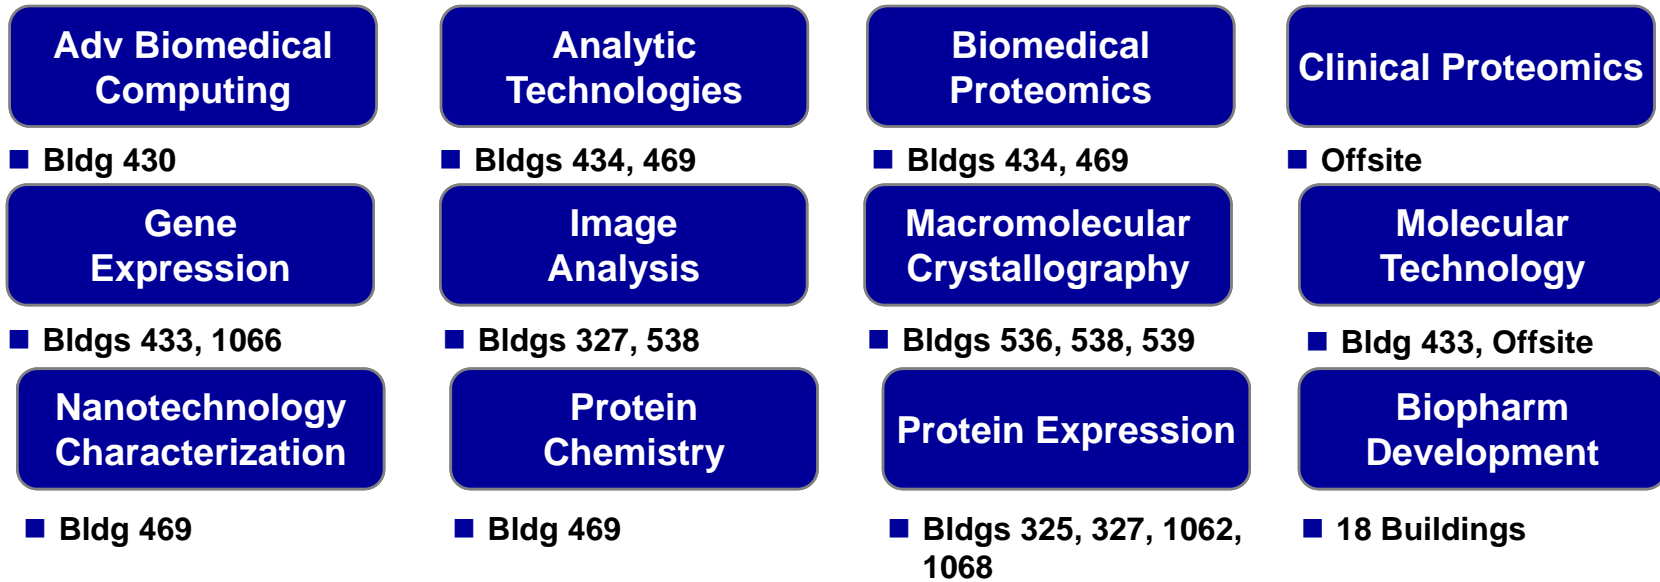 Adv Biomedical
Computing
Analytic
Technologies
Biomedical
Proteomics
Clinical Proteomics
Bldg 430
Bldgs 434, 469
Bldgs 434, 469
Offsite
Gene
Expression
Image
Analysis
Macromolecular
Crystallography
Molecular
Technology
Bldgs 433, 1066
Bldgs 327, 538
Bldgs 536, 538, 539
Bldg 433, Offsite
Nanotechnology
Characterization
Protein
Chemistry
Protein Expression
Biopharm
Development
Bldg 469
Bldg 469
Bldgs 325, 327, 1062,
1068
18 Buildings